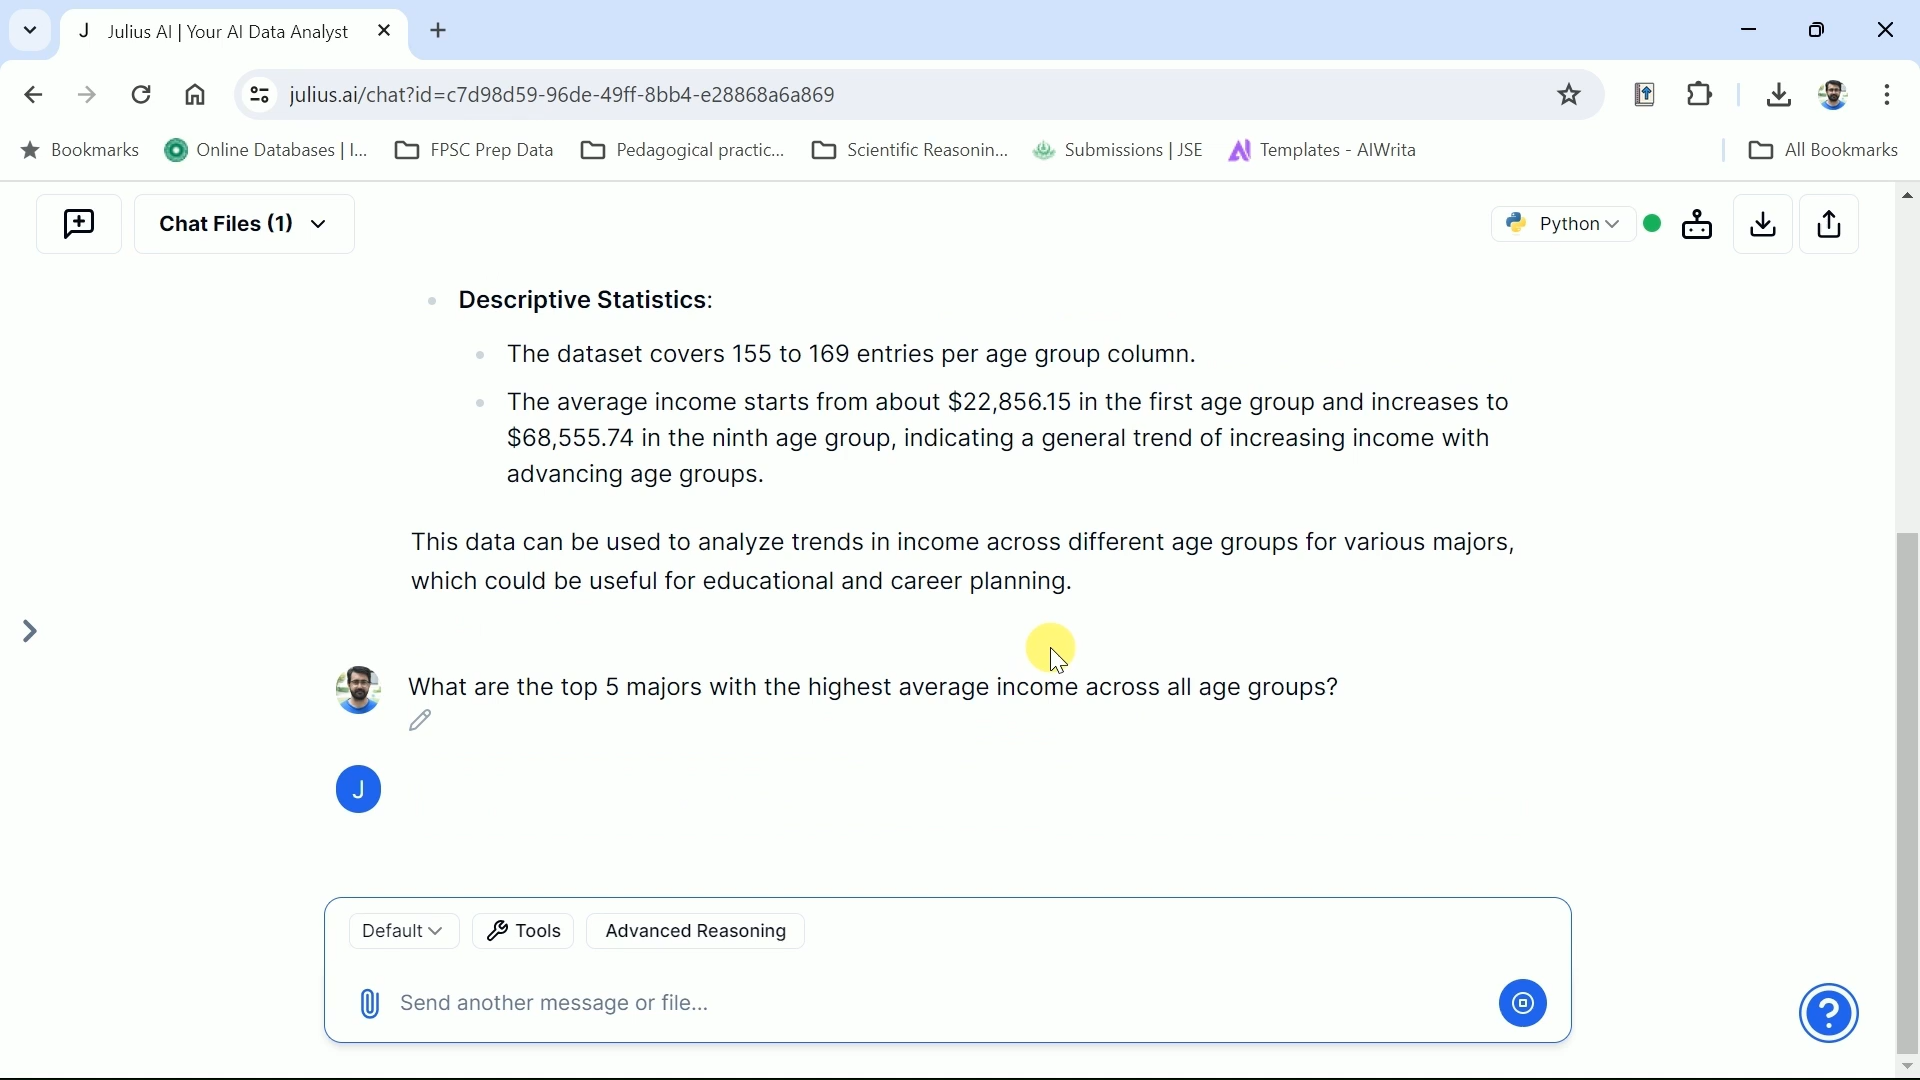 J Julius AI | Your AI Data Analyst
julius.ai/chat?id=c7d98d59-96de-49ff-8bb4-e28868a6a869
Bookmarks Online Databases | I... FPSC Prep Data Pedagogical practic... Scientific Reasonin... Submissions | JSE Templates - AIWrita All Bookmarks
Chat Files (1) Python
Descriptive Statistics:
The dataset covers 155 to 169 entries per age group column.
The average income starts from about $22,856.15 in the first age group and increases to
$68,555.74 in the ninth age group, indicating a general trend of increasing income with
advancing age groups.
This data can be used to analyze trends in income across different age groups for various majors,
which could be useful for educational and career planning.
What are the top 5 majors with the highest average income across all age groups?
J
Default Tools Advanced Reasoning
Send another message or file...
?